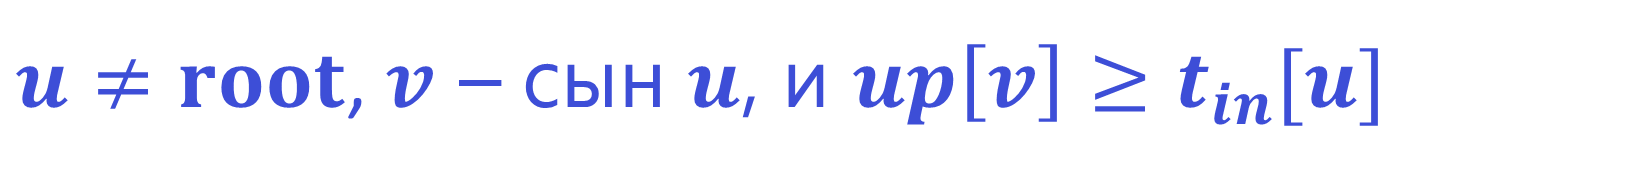 u ≠ root, v − сын u, и up[v] ≥ t_in[u]